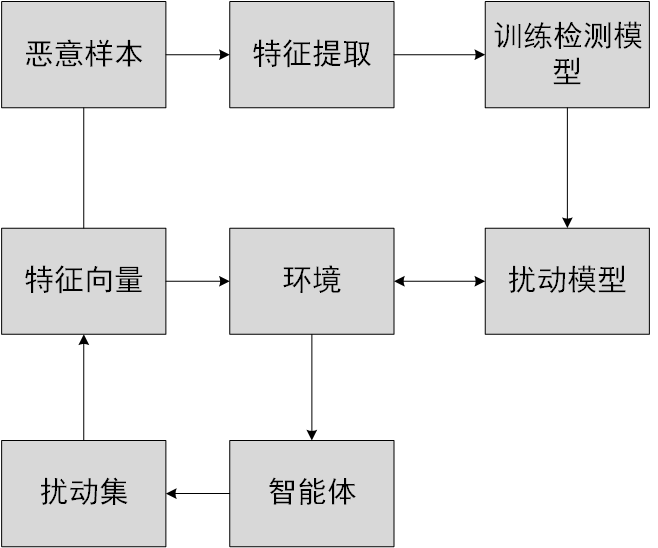 恶意样本
特征提取
训练检测模
型
特征向量
环境
扰动模型
扰动集
智能体